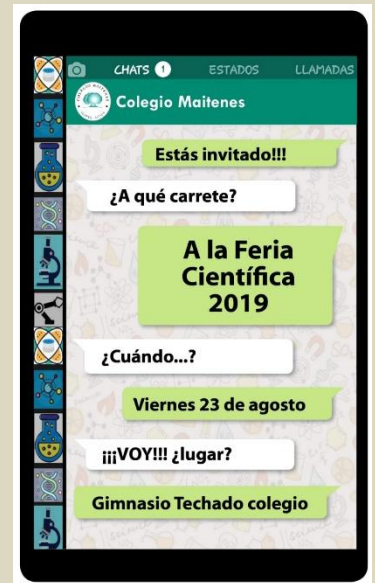 CHATS 1 ESTADOS LLAMADAS
Colegio Maitenes
Estás invitado!!!
¿A qué carrete?
A la Feria
Científica
2019
¿Cuándo...?
Viernes 23 de agosto
¡¡¡VOY!!! ¿lugar?
Gimnasio Techado colegio